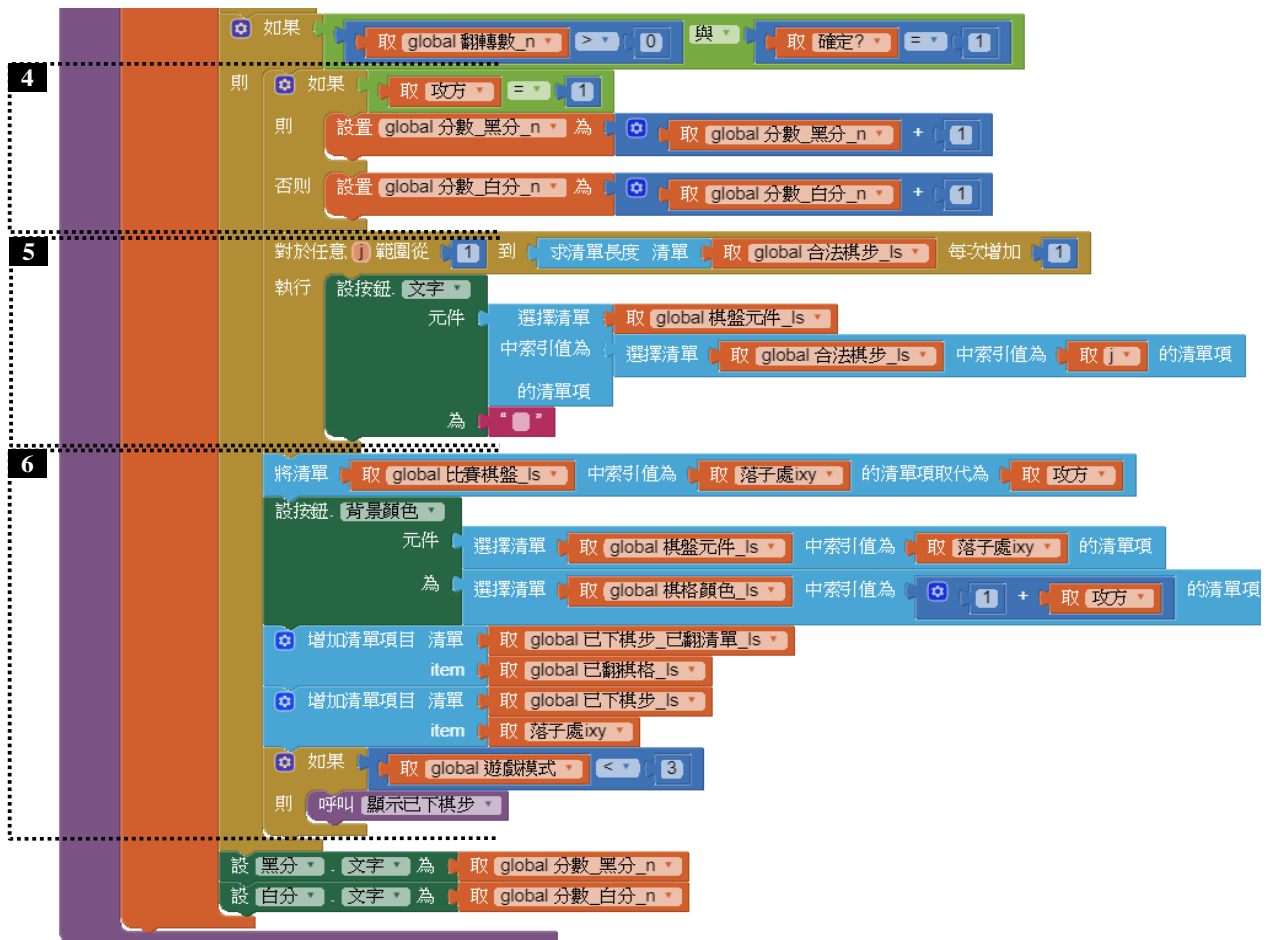 如果 取 global 翻轉數_n > 0 與 取 確定? = 1
4
則 如果 取 攻方 = 1
則 設置 global 分數_黑分_n 為 取 global 分數_黑分_n + 1
否則 設置 global 分數_白分_n 為 取 global 分數_白分_n + 1
5
對於任意 j 範圍從 1 到 求清單長度 清單 取 global 合法棋步_ls 每次增加 1
執行 設按鈕. 文字
元件 選擇清單 取 global 棋盤元件_ls
中索引值為 選擇清單 取 global 合法棋步_ls 中索引值為 取 j 的清單項
的清單項
為 " "
6
將清單 取 global 比賽棋盤_ls 中索引值為 取 落子處ixy 的清單項取代為 取 攻方
設按鈕. 背景顏色
元件 選擇清單 取 global 棋盤元件_ls 中索引值為 取 落子處ixy 的清單項
為 選擇清單 取 global 棋格顏色_ls 中索引值為 1 + 取 攻方 的清單項
增加清單項目 清單 取 global 已下棋步_已翻清單_ls
item 取 global 已翻棋格_ls
增加清單項目 清單 取 global 已下棋步_ls
item 取 落子處ixy
如果 取 global 遊戲模式 < 3
則 呼叫 顯示已下棋步
設 黑分 . 文字 為 取 global 分數_黑分_n
設 白分 . 文字 為 取 global 分數_白分_n